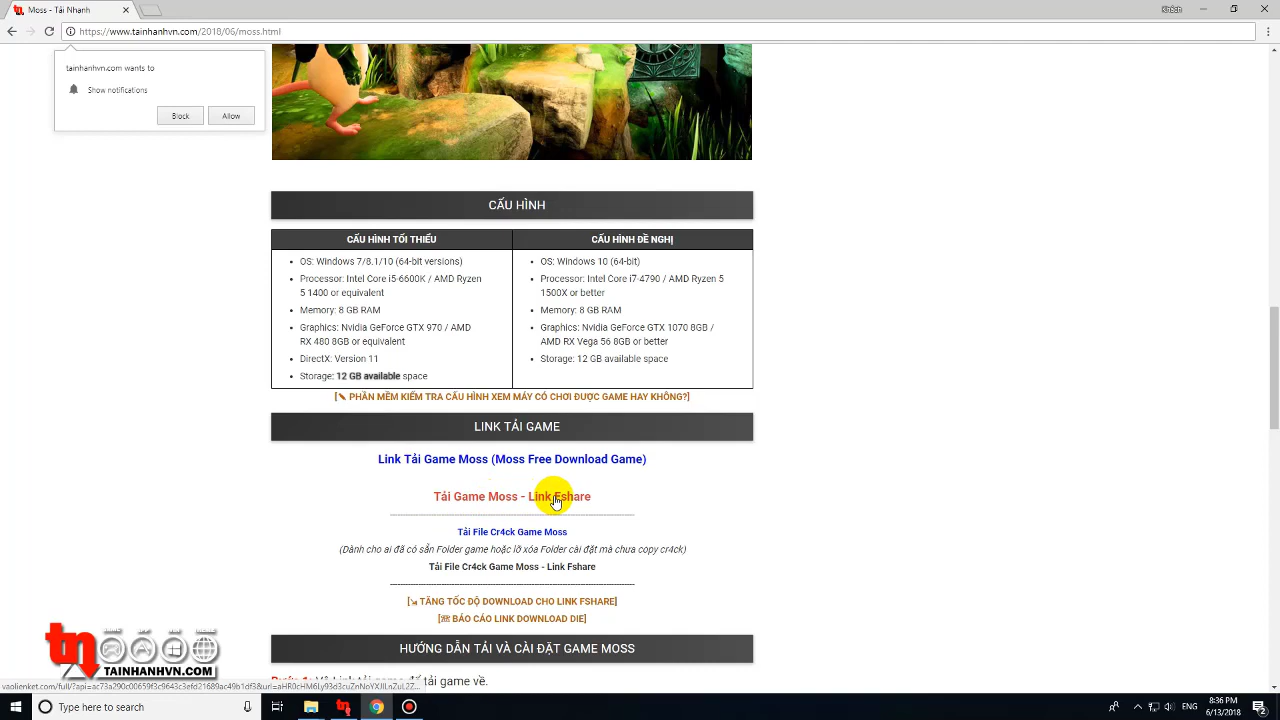 Moss - Tải Nhanh
https://www.tainhanhvn.com/2018/06/moss.html
tainhanhvn.com wants to
Show notifications
Block
Allow
CẤU HÌNH
CẤU HÌNH TỐI THIỂU
CẤU HÌNH ĐỀ NGHỊ
OS: Windows 7/8.1/10 (64-bit versions)
Processor: Intel Core i5-6600K / AMD Ryzen
5 1400 or equivalent
Memory: 8 GB RAM
Graphics: Nvidia GeForce GTX 970 / AMD
RX 480 8GB or equivalent
DirectX: Version 11
Storage: 12 GB available space
OS: Windows 10 (64-bit)
Processor: Intel Core i7-4790 / AMD Ryzen 5
1500X or better
Memory: 8 GB RAM
Graphics: Nvidia GeForce GTX 1070 8GB /
AMD RX Vega 56 8GB or better
Storage: 12 GB available space
[✎ PHẦN MỀM KIỂM TRA CẤU HÌNH XEM MÁY CÓ CHƠI ĐƯỢC GAME HAY KHÔNG?]
LINK TẢI GAME
Link Tải Game Moss (Moss Free Download Game)
Tải Game Moss - Link Fshare
Tải File Cr4ck Game Moss
(Dành cho ai đã có sẵn Folder game hoặc lỡ xóa Folder cài đặt mà chưa copy cr4ck)
Tải File Cr4ck Game Moss - Link Fshare
[⇘ TĂNG TỐC ĐỘ DOWNLOAD CHO LINK FSHARE]
[☏ BÁO CÁO LINK DOWNLOAD DIE]
HƯỚNG DẪN TẢI VÀ CÀI ĐẶT GAME MOSS
tải game để tải game về.
tn
TAINHANHVN.COM
Type here to search
8:36 PM
6/13/2018